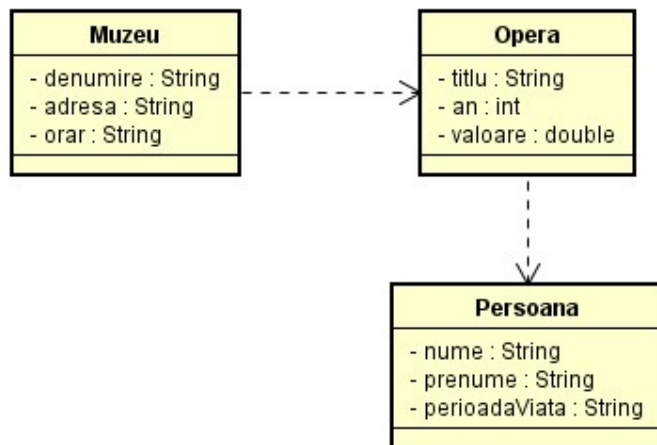 Muzeu
- denumire : String
- adresa : String
- orar : String
Opera
- titlu : String
- an : int
- valoare : double
Persoana
- nume : String
- prenume : String
- perioadaViata : String